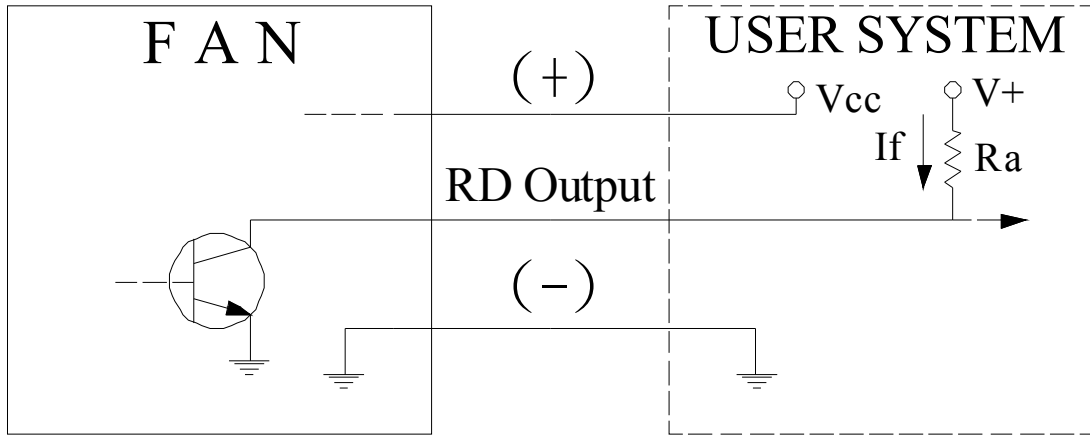 F A N
USER SYSTEM
(+)
Vcc
V+
If
Ra
RD Output
(-)